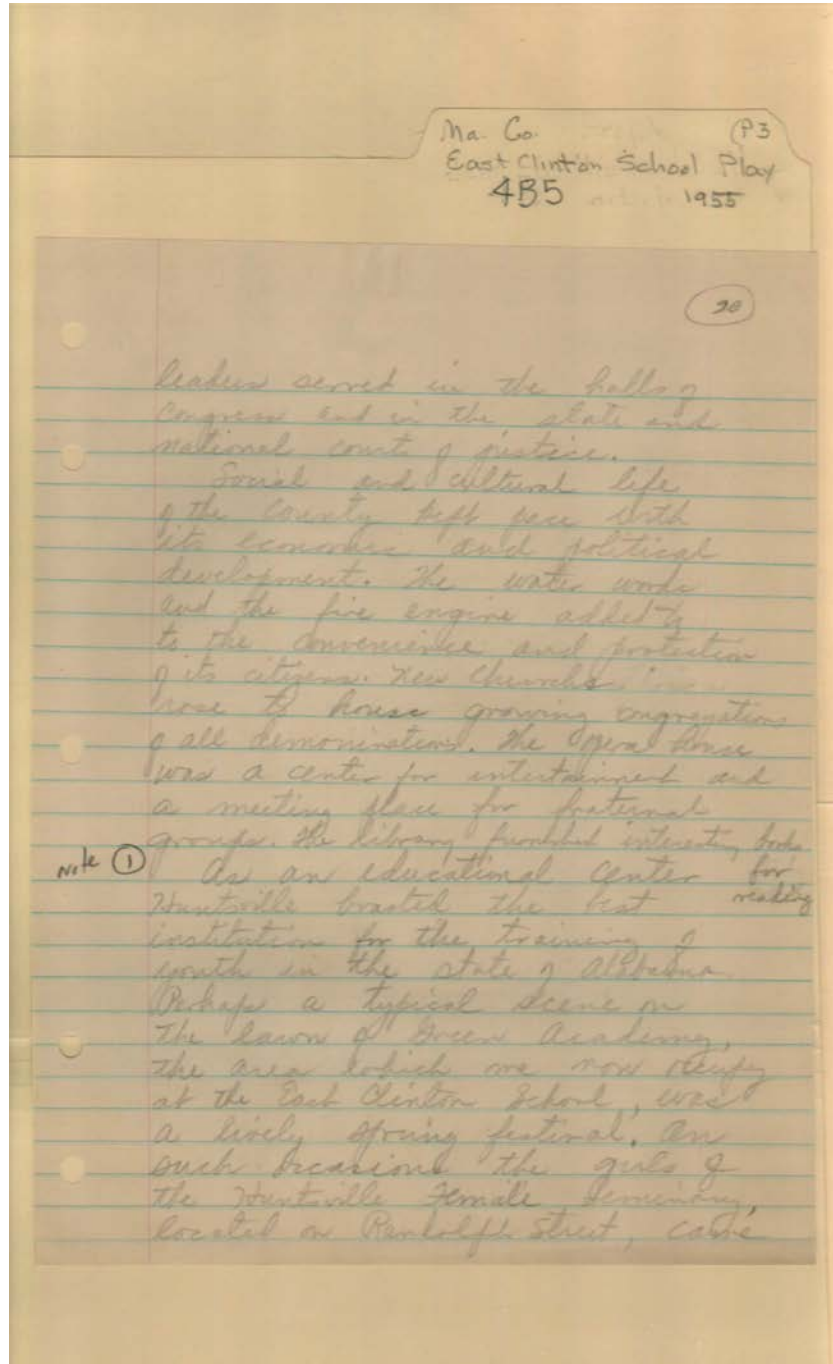 Ma. Co. P3
East Clinton School Play
4B5 1955
20
leaders served in the halls of
Congress and in the state and
national court of justice.
Social and cultural life
of the County kept pace with
its economic and political
development. The water works
and the fire engine added
to the convenience and protection
of its citizens. New Churchs
rose to house growing congregations
of all demoninations. The opera house
was a center for entertainment and
a meeting place for fraternal
groups. The library furnished interesting books
for
reading
Note ①
As an educational center
Huntsville boasted the best
institution for the training of
youth in the state of Alabama.
Perhaps a typical scene on
The lawn of Green Academy,
the area which we now occupy
at the East Clinton School, was
a lively spring festival. On
such occasions the girls of
the Huntsville Female Seminary,
located on Randolph Street, came